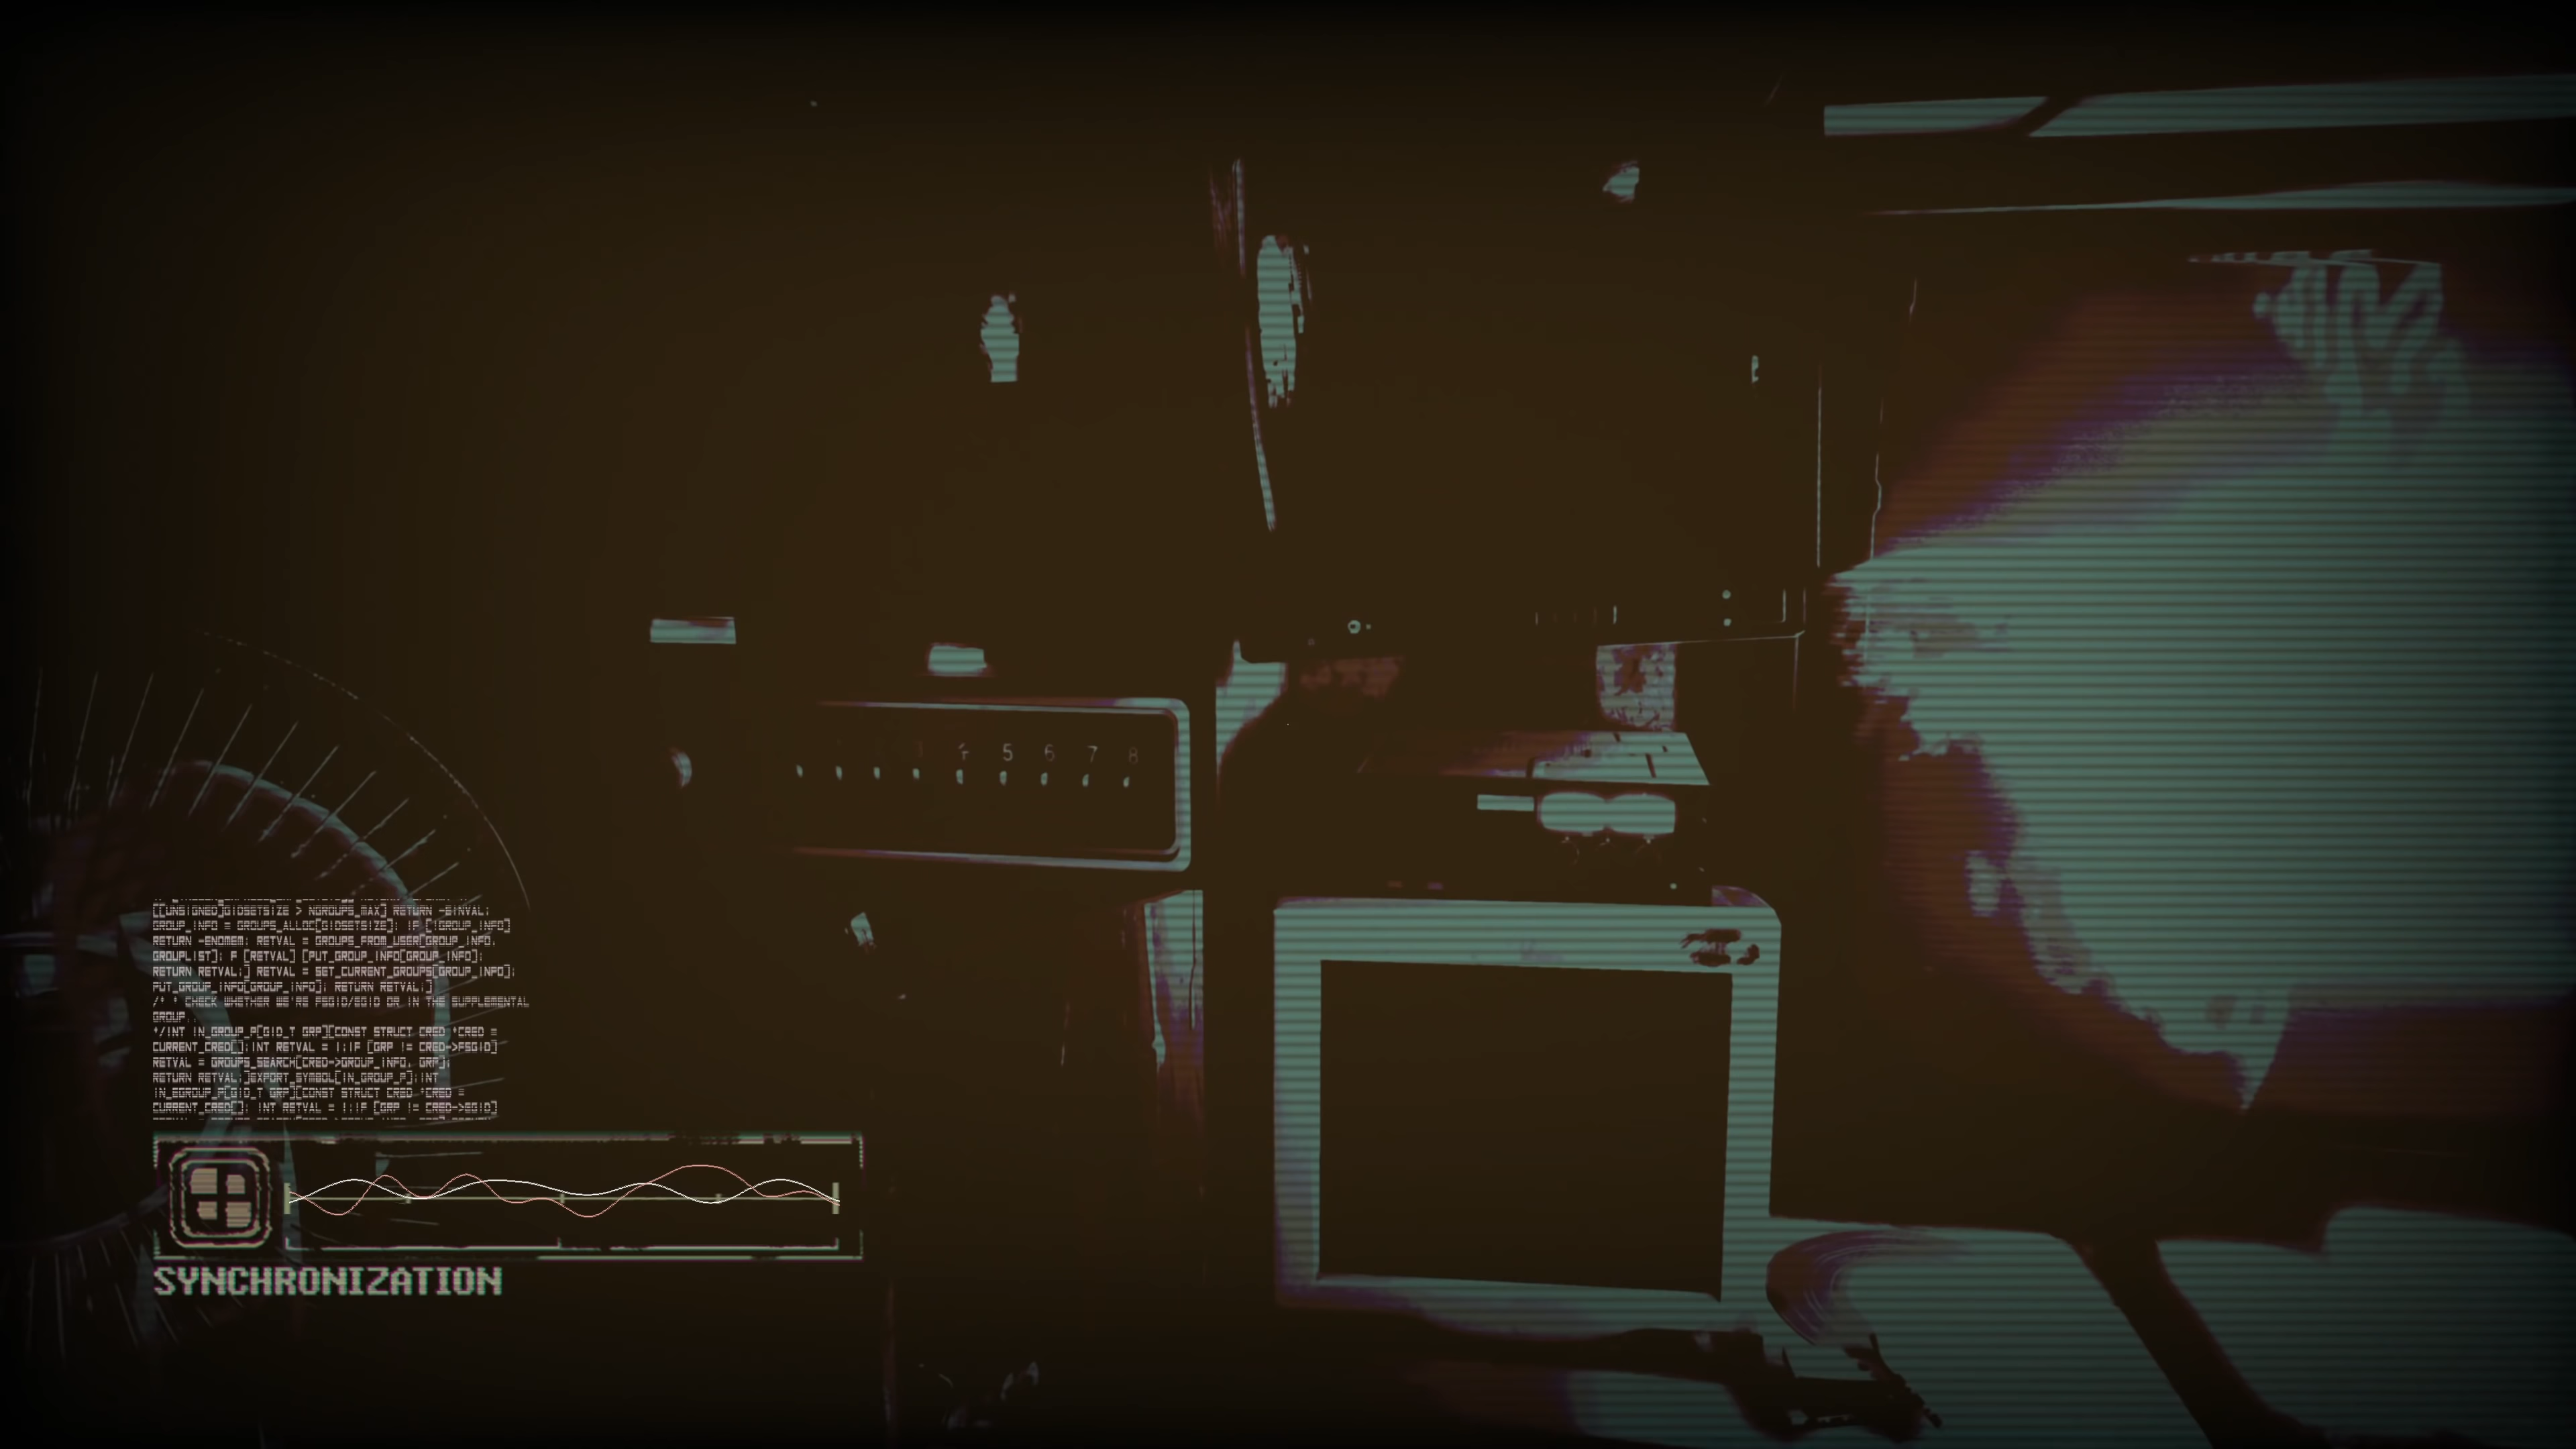 5 6 7 8
[[UNSIGNED]GIDSETSIZE > NGROUPS_MAX] RETURN -EINVAL;
GROUP_INFO = GROUPS_ALLOC[GIDSETSIZE]; IF [!GROUP_INFO]
RETURN -ENOMEM; RETVAL = GROUPS_FROM_USER[GROUP_INFO,
GROUPLIST]; F [RETVAL] [PUT_GROUP_INFO[GROUP_INFO];
RETURN RETVAL;] RETVAL = SET_CURRENT_GROUPS[GROUP_INFO];
PUT_GROUP_INFO[GROUP_INFO]; RETURN RETVAL;]
/* * CHECK WHETHER WE'RE FSGID/EGID OR IN THE SUPPLEMENTAL
GROUP..
*/INT IN_GROUP_P[GID_T GRP][CONST STRUCT CRED *CRED =
CURRENT_CRED[];INT RETVAL = 1;IF [GRP != CRED->FSGID]
RETVAL = GROUPS_SEARCH[CRED->GROUP_INFO, GRP];
RETURN RETVAL;]EXPORT_SYMBOL[IN_GROUP_P];INT
IN_EGROUP_P[GID_T GRP][CONST STRUCT CRED *CRED =
CURRENT_CRED[]; INT RETVAL = 1;IF [GRP != CRED->EGID]
SYNCHRONIZATION